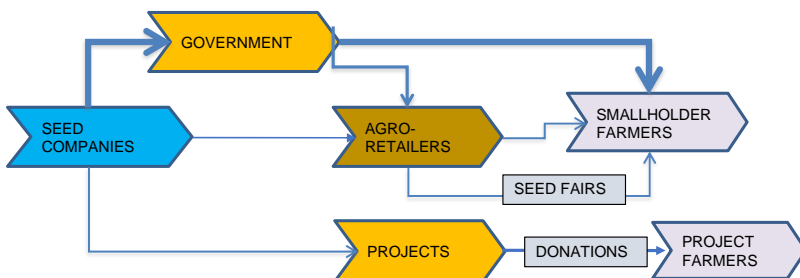 GOVERNMENT
SEED
COMPANIES
AGRO-
RETAILERS
SMALLHOLDER
FARMERS
SEED FAIRS
PROJECTS
DONATIONS
PROJECT
FARMERS